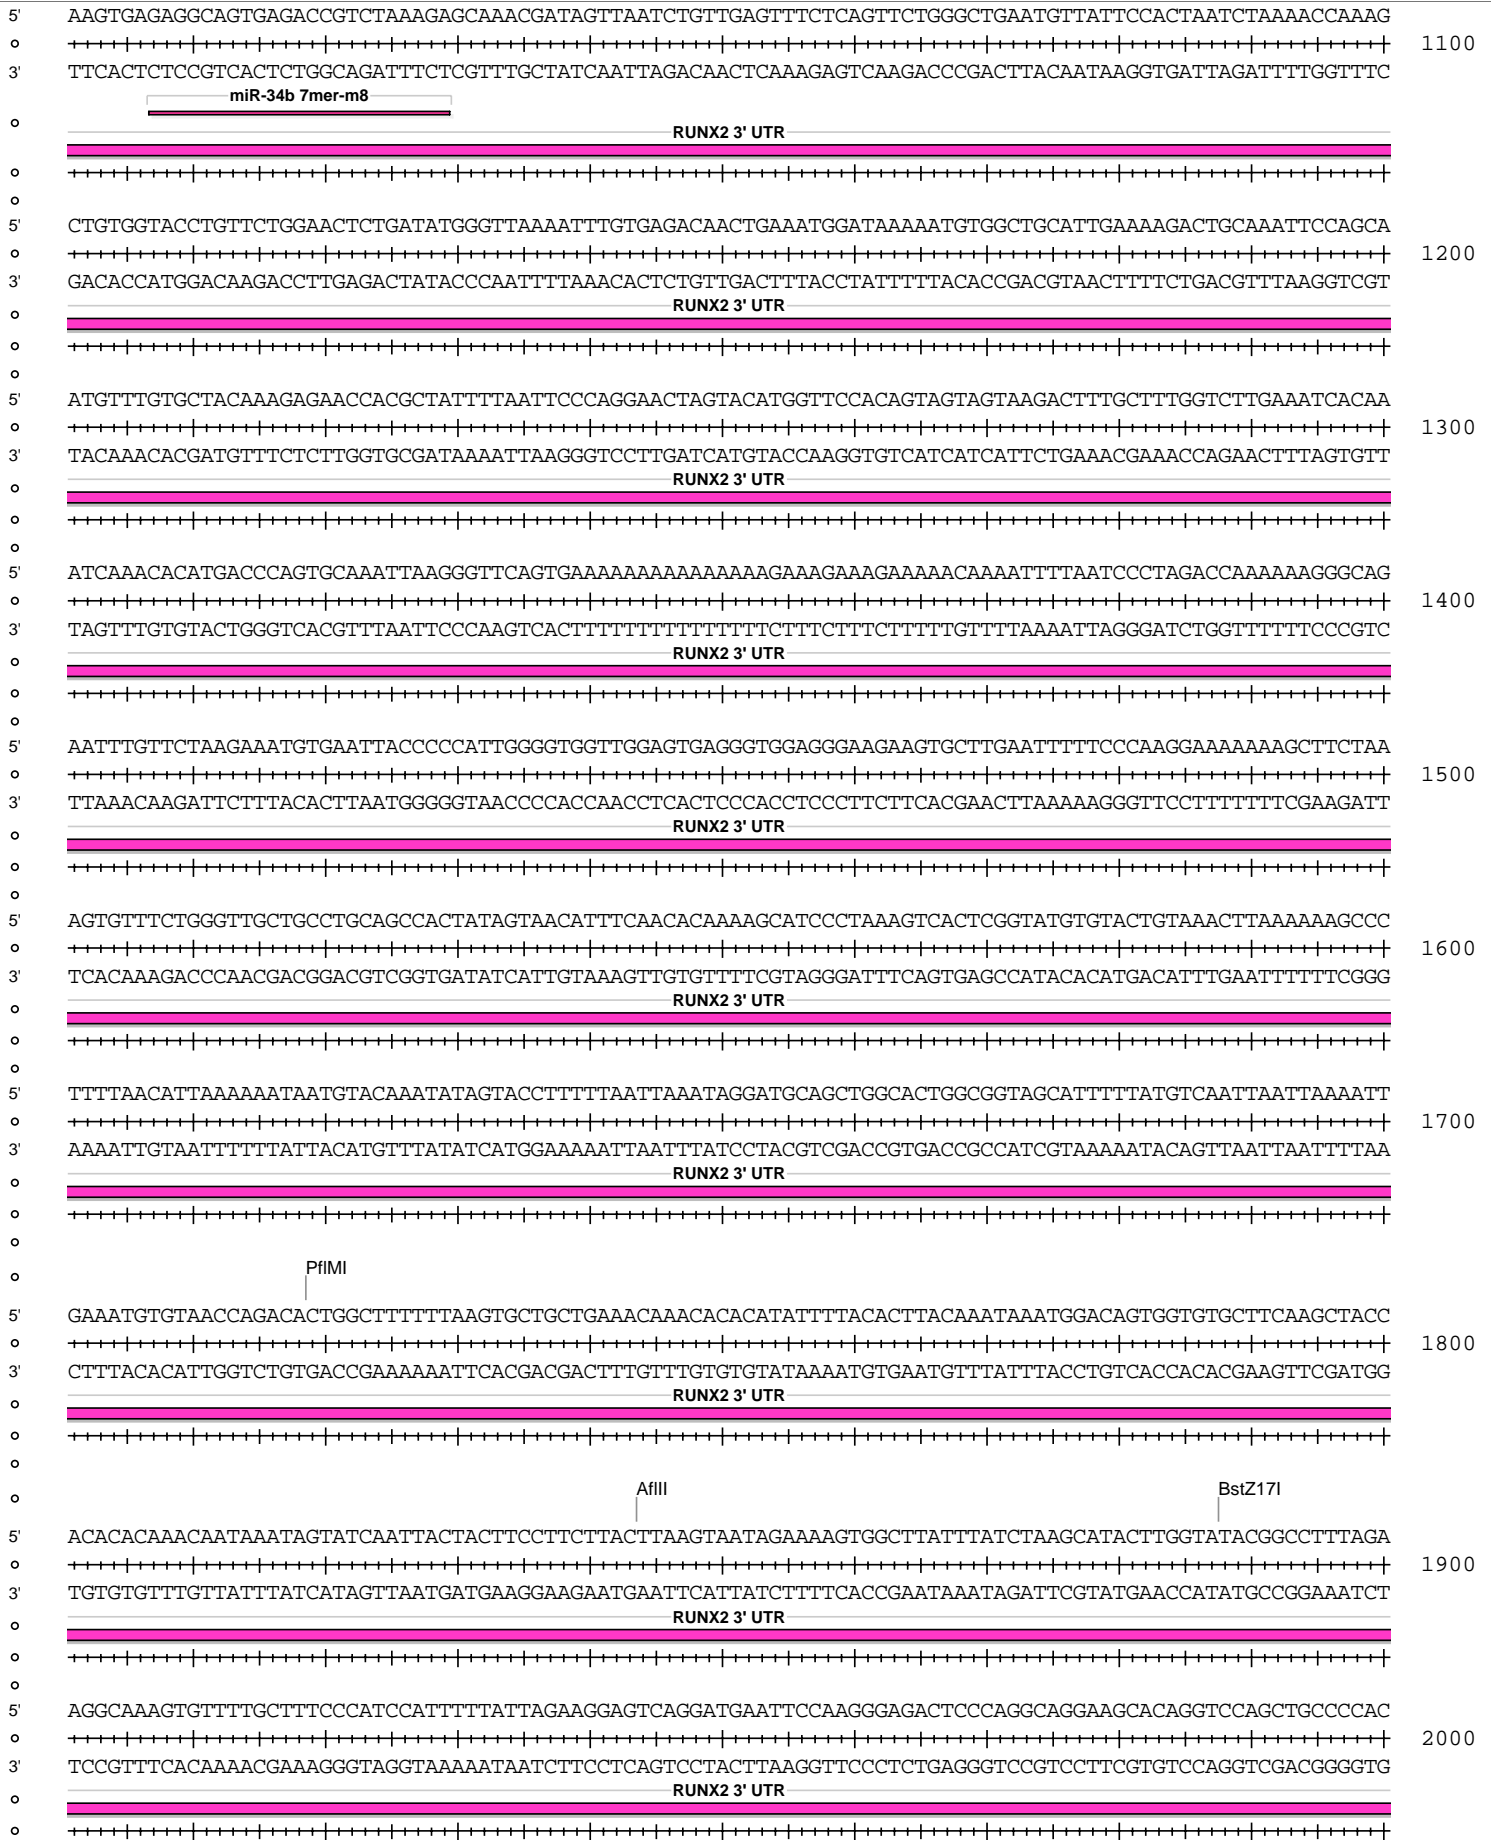 5' AAGTGAGAGGCAGTGAGACCGTCTAAAGAGCAAACGATAGTTAATCTGTTGAGTTTCTCAGTTCTGGGCTGAATGTTATTCCACTAATCTAAAACCAAAG
1100
3' TTCACTCTCCGTCACTCTGGCAGATTTCTCGTTTGCTATCAATTAGACAACTCAAAGAGTCAAGACCCGACTTACAATAAGGTGATTAGATTTTGGTTTC
miR-34b 7mer-m8
RUNX2 3' UTR
5' CTGTGGTACCTGTTCTGGAACTCTGATATGGGTTAAAATTTGTGAGACAACTGAAATGGATAAAAATGTGGCTGCATTGAAAAGACTGCAAATTCCAGCA
1200
3' GACACCATGGACAAGACCTTGAGACTATACCCAATTTTAAACACTCTGTTGACTTTACCTATTTTTACACCGACGTAACTTTTCTGACGTTTAAGGTCGT
RUNX2 3' UTR
5' ATGTTTGTGCTACAAAGAGAACCACGCTATTTTAATTCCCAGGAACTAGTACATGGTTCCACAGTAGTAGTAAGACTTTGCTTTGGTCTTGAAATCACAA
1300
3' TACAAACACGATGTTTCTCTTGGTGCGATAAAATTAAGGGTCCTTGATCATGTACCAAGGTGTCATCATCATTCTGAAACGAAACCAGAACTTTAGTGTT
RUNX2 3' UTR
5' ATCAAACACATGACCCAGTGCAAATTAAGGGTTCAGTGAAAAAAAAAAAAAAAAGAAAGAAAGAAAAACAAAATTTTAATCCCTAGACCAAAAAAGGGCAG
1400
3' TAGTTTGTGTACTGGGTCACGTTTAATTCCCAAGTCACTTTTTTTTTTTTTTTTCTTTCTTTCTTTTTGTTTTAAAATTAGGGATCTGGTTTTTTCCCGTC
RUNX2 3' UTR
5' AATTTGTTCTAAGAAATGTGAATTACCCCCATTGGGGTGGTTGGAGTGAGGGTGGAGGGAAGAAGTGCTTGAATTTTTCCCAAGGAAAAAAAGCTTCTAA
1500
3' TTAAACAAGATTCTTTACACTTAATGGGGGTAACCCCACCAACCTCACTCCCACCTCCCTTCTTCACGAACTTAAAAAGGGTTCCTTTTTTTCGAAGATT
RUNX2 3' UTR
5' AGTGTTTCTGGGTTGCTGCCTGCAGCCACTATAGTAACATTTCAACACAAAAGCATCCCTAAAGTCACTCGGTATGTGTACTGTAAACTTAAAAAAGCCC
1600
3' TCACAAAGACCCAACGACGGACGTCGGTGATATCATTGTAAAGTTGTGTTTTCGTAGGGATTTCAGTGAGCCATACACATGACATTTGAATTTTTTCGGG
RUNX2 3' UTR
5' TTTTAACATTAAAAAATAATGTACAAATATAGTACCTTTTTAATTAAATAGGATGCAGCTGGCACTGGCGGTAGCATTTTTATGTCAATTAATTAAAATT
1700
3' AAAATTGTAATTTTTTATTACATGTTTATATCATGGAAAAATTAATTTATCCTACGTCGACCGTGACCGCCATCGTAAAAATACAGTTAATTAATTTTAA
RUNX2 3' UTR
PflMI
5' GAAATGTGTAACCAGACACTGGCTTTTTTAAGTGCTGCTGAAACAAACACACATATTTTACACTTACAAATAAATGGACAGTGGTGTGCTTCAAGCTACC
1800
3' CTTTACACATTGGTCTGTGACCGAAAAAATTCACGACGACTTTGTTTGTGTGTATAAAATGTGAATGTTTATTTACCTGTCACCACACGAAGTTCGATGG
RUNX2 3' UTR
AflII BstZ17I
5' ACACACAAACAATAAATAGTATCAATTACTACTTCCTTCTTACTTAAGTAATAGAAAAGTGGCTTATTTATCTAAGCATACTTGGTATACGGCCTTTAGA
1900
3' TGTGTGTTTGTTATTTATCATAGTTAATGATGAAGGAAGAATGAATTCATTATCTTTTCACCGAATAAATAGATTCGTATGAACCATATGCCGGAAATCT
RUNX2 3' UTR
5' AGGCAAAGTGTTTTGCTTTCCCATCCATTTTTATTAGAAGGAGTCAGGATGAATTCCAAGGGAGACTCCCAGGCAGGAAGCACAGGTCCAGCTGCCCCAC
2000
3' TCCGTTTCACAAAACGAAAGGGTAGGTAAAAATAATCTTCCTCAGTCCTACTTAAGGTTCCCTCTGAGGGTCCGTCCTTCGTGTCCAGGTCGACGGGGTG
RUNX2 3' UTR